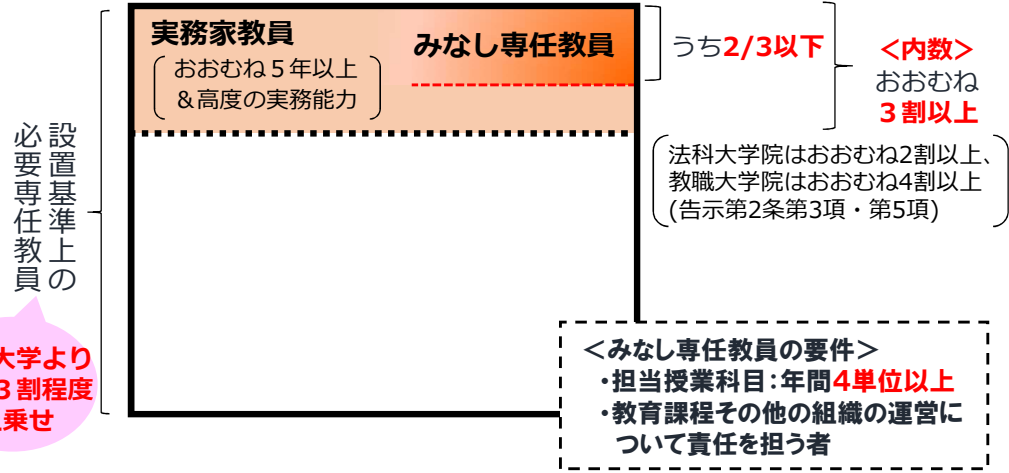 実務家教員
おおむね５年以上
＆高度の実務能力
みなし専任教員
うち2/3以下
＜内数＞
おおむね
３割以上
法科大学院はおおむね2割以上、
教職大学院はおおむね4割以上
(告示第2条第3項・第5項)
設置基準上の
必要専任教員
大学より
３割程度
乗せ
＜みなし専任教員の要件＞
・担当授業科目：年間4単位以上
・教育課程その他の組織の運営に
ついて責任を担う者